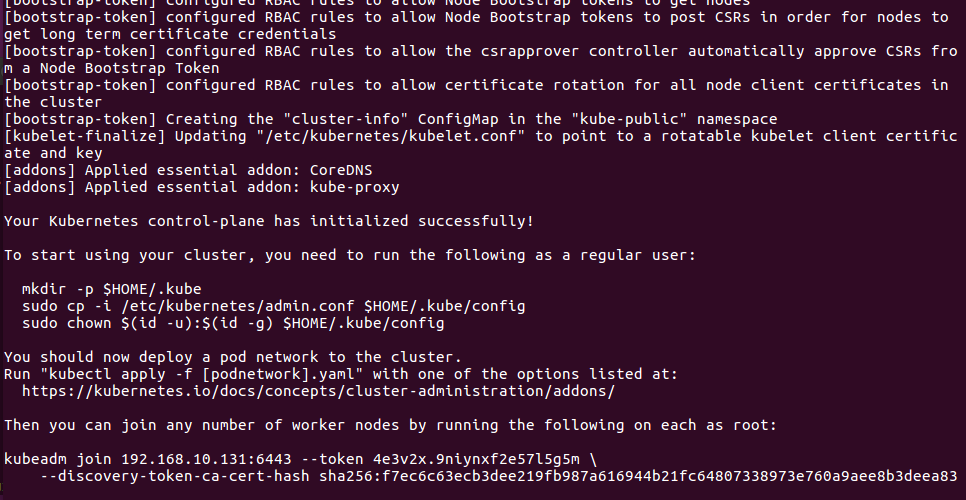 [bootstrap-token] configured RBAC rules to allow Node Bootstrap tokens to get nodes
[bootstrap-token] configured RBAC rules to allow Node Bootstrap tokens to post CSRs in order for nodes to
get long term certificate credentials
[bootstrap-token] configured RBAC rules to allow the csrapprover controller automatically approve CSRs fro
m a Node Bootstrap Token
[bootstrap-token] configured RBAC rules to allow certificate rotation for all node client certificates in
the cluster
[bootstrap-token] Creating the "cluster-info" ConfigMap in the "kube-public" namespace
[kubelet-finalize] Updating "/etc/kubernetes/kubelet.conf" to point to a rotatable kubelet client certific
ate and key
[addons] Applied essential addon: CoreDNS
[addons] Applied essential addon: kube-proxy

Your Kubernetes control-plane has initialized successfully!

To start using your cluster, you need to run the following as a regular user:

  mkdir -p $HOME/.kube
  sudo cp -i /etc/kubernetes/admin.conf $HOME/.kube/config
  sudo chown $(id -u):$(id -g) $HOME/.kube/config

You should now deploy a pod network to the cluster.
Run "kubectl apply -f [podnetwork].yaml" with one of the options listed at:
  https://kubernetes.io/docs/concepts/cluster-administration/addons/

Then you can join any number of worker nodes by running the following on each as root:

kubeadm join 192.168.10.131:6443 --token 4e3v2x.9niynxf2e57l5g5m \
    --discovery-token-ca-cert-hash sha256:f7ec6c63ecb3dee219fb987a616944b21fc64807338973e760a9aee8b3deea83